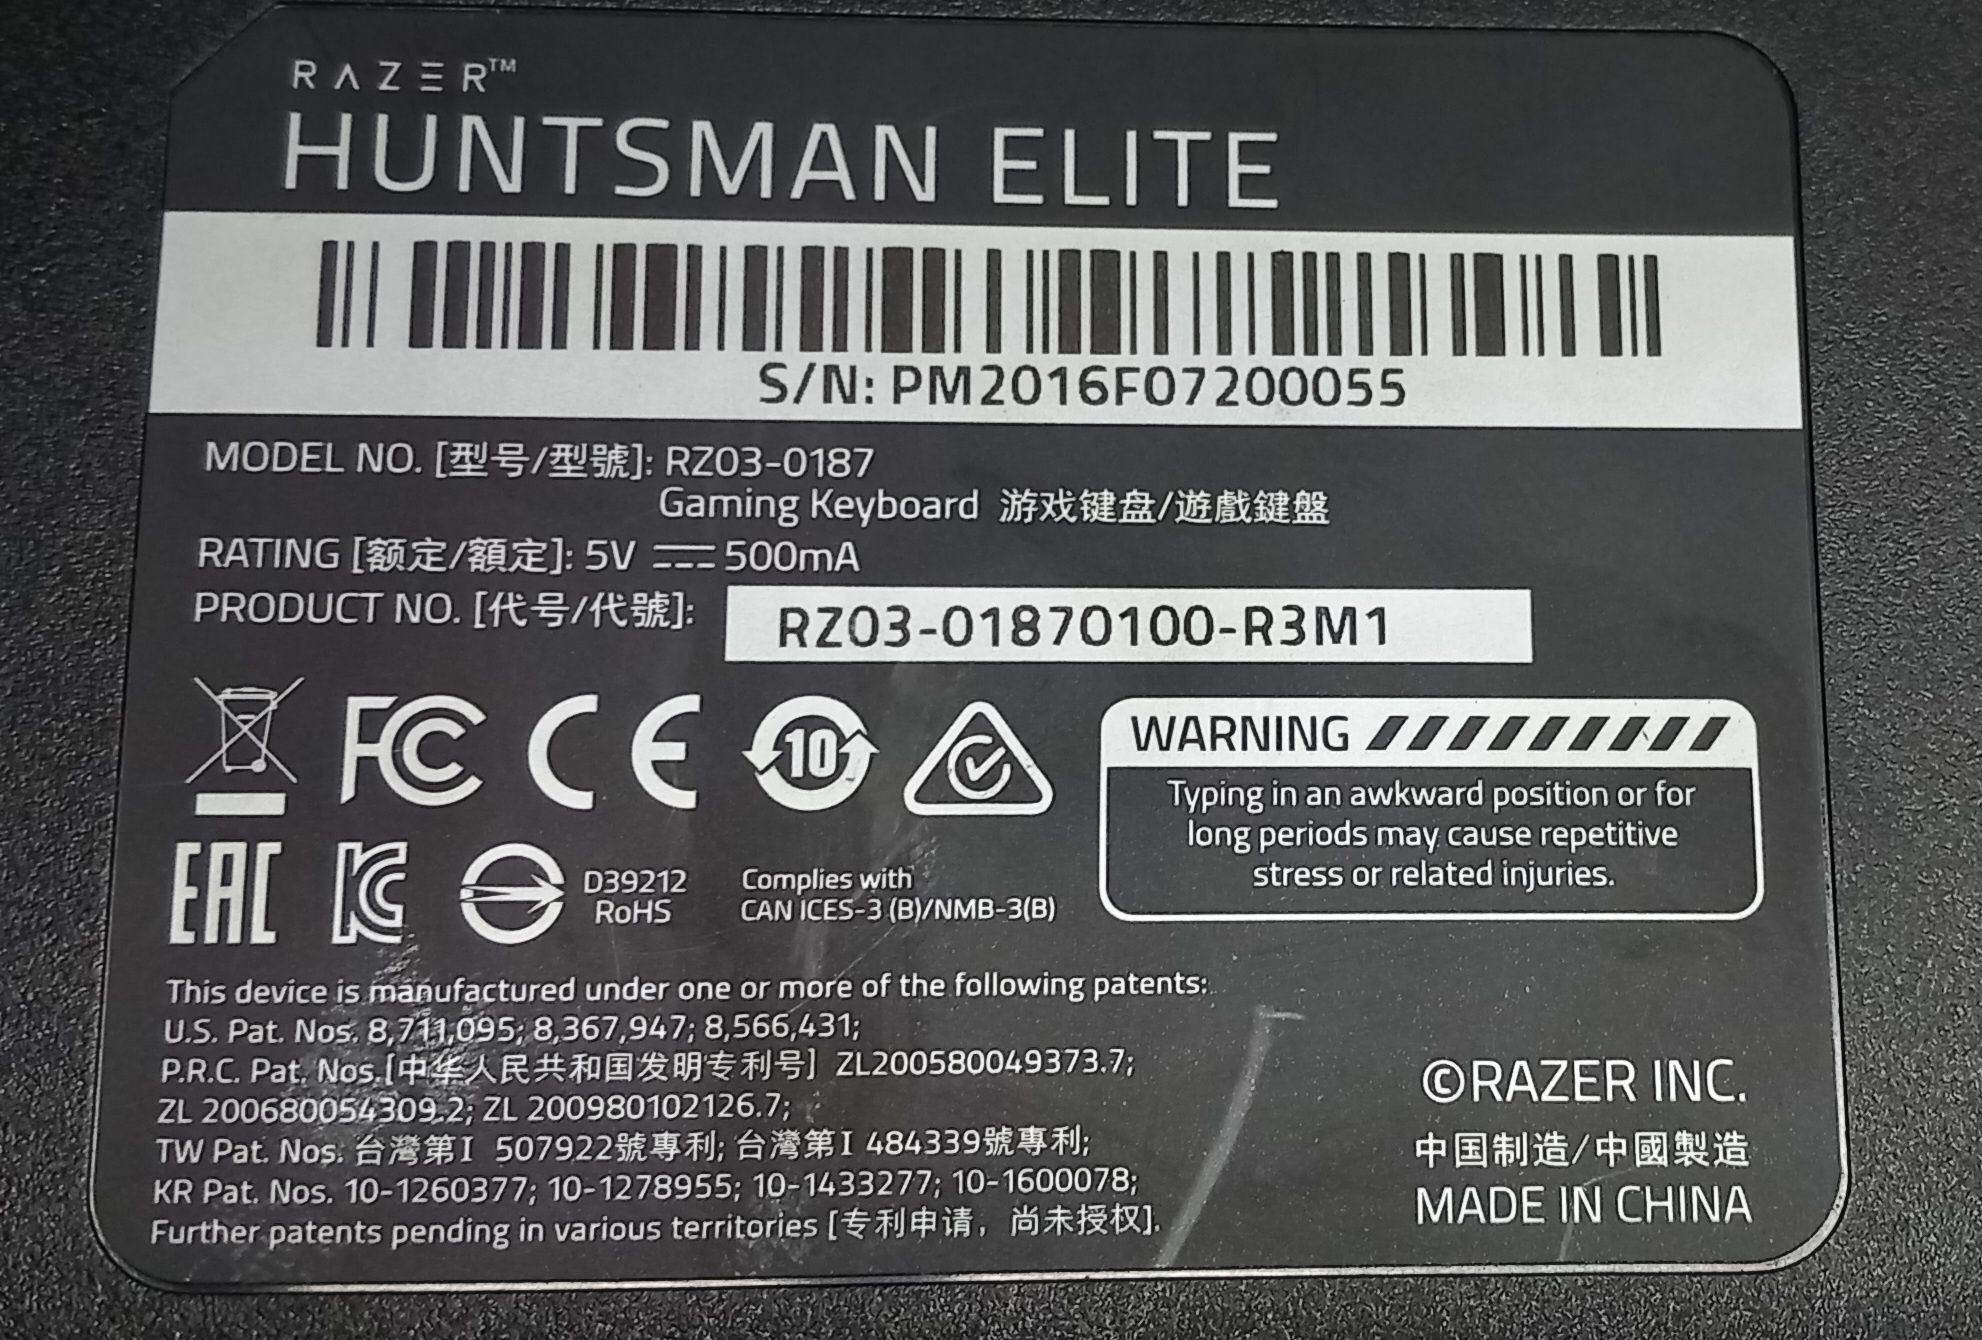 RAZER™
HUNTSMAN ELITE
S/N: PM2016F07200055
MODEL NO. [型号/型號]: RZ03-0187
Gaming Keyboard 游戏键盘/遊戲鍵盤
RATING [额定/額定]: 5V ⎓ 500mA
PRODUCT NO. [代号/代號]: RZ03-01870100-R3M1
FC CE 10
WARNING
Typing in an awkward position or for
long periods may cause repetitive
stress or related injuries.
EAC KC
D39212
RoHS
Complies with
CAN ICES-3 (B)/NMB-3(B)
This device is manufactured under one or more of the following patents:
U.S. Pat. Nos. 8,711,095; 8,367,947; 8,566,431;
P.R.C. Pat. Nos.[中华人民共和国发明专利号] ZL200580049373.7;
ZL 200680054309.2; ZL 200980102126.7;
TW Pat. Nos. 台灣第I 507922號專利; 台灣第I 484339號專利;
KR Pat. Nos. 10-1260377; 10-1278955; 10-1433277; 10-1600078;
Further patents pending in various territories [专利申请，尚未授权].
©RAZER INC.
中国制造/中國製造
MADE IN CHINA